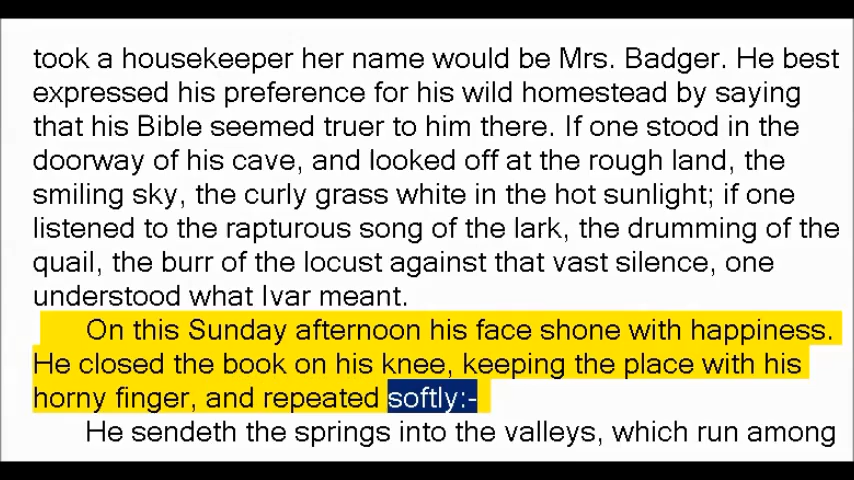 took a housekeeper her name would be Mrs. Badger. He best
expressed his preference for his wild homestead by saying
that his Bible seemed truer to him there. If one stood in the
doorway of his cave, and looked off at the rough land, the
smiling sky, the curly grass white in the hot sunlight; if one
listened to the rapturous song of the lark, the drumming of the
quail, the burr of the locust against that vast silence, one
understood what Ivar meant.
On this Sunday afternoon his face shone with happiness.
He closed the book on his knee, keeping the place with his
horny finger, and repeated softly:-
He sendeth the springs into the valleys, which run among